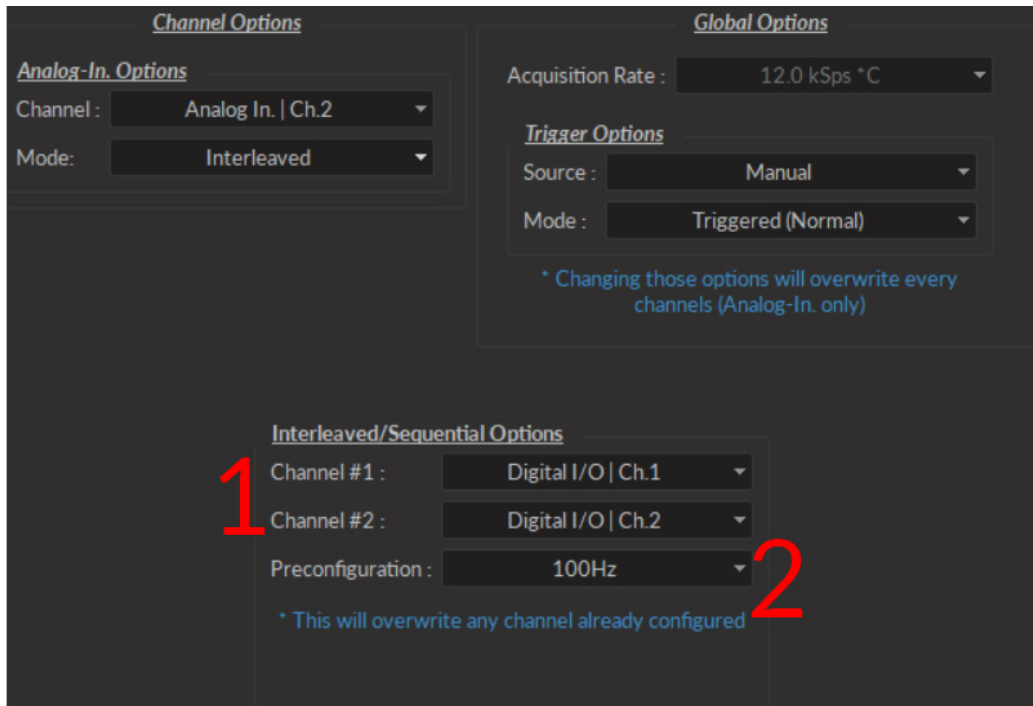 Channel Options
Analog-In. Options
Channel : Analog In. | Ch.2
Mode: Interleaved
Global Options
Acquisition Rate : 12.0 kSps *C
Trigger Options
Source : Manual
Mode : Triggered (Normal)
* Changing those options will overwrite every
channels (Analog-In. only)
Interleaved/Sequential Options
1
Channel #1 : Digital I/O | Ch.1
Channel #2 : Digital I/O | Ch.2
Preconfiguration : 100Hz
2
* This will overwrite any channel already configured